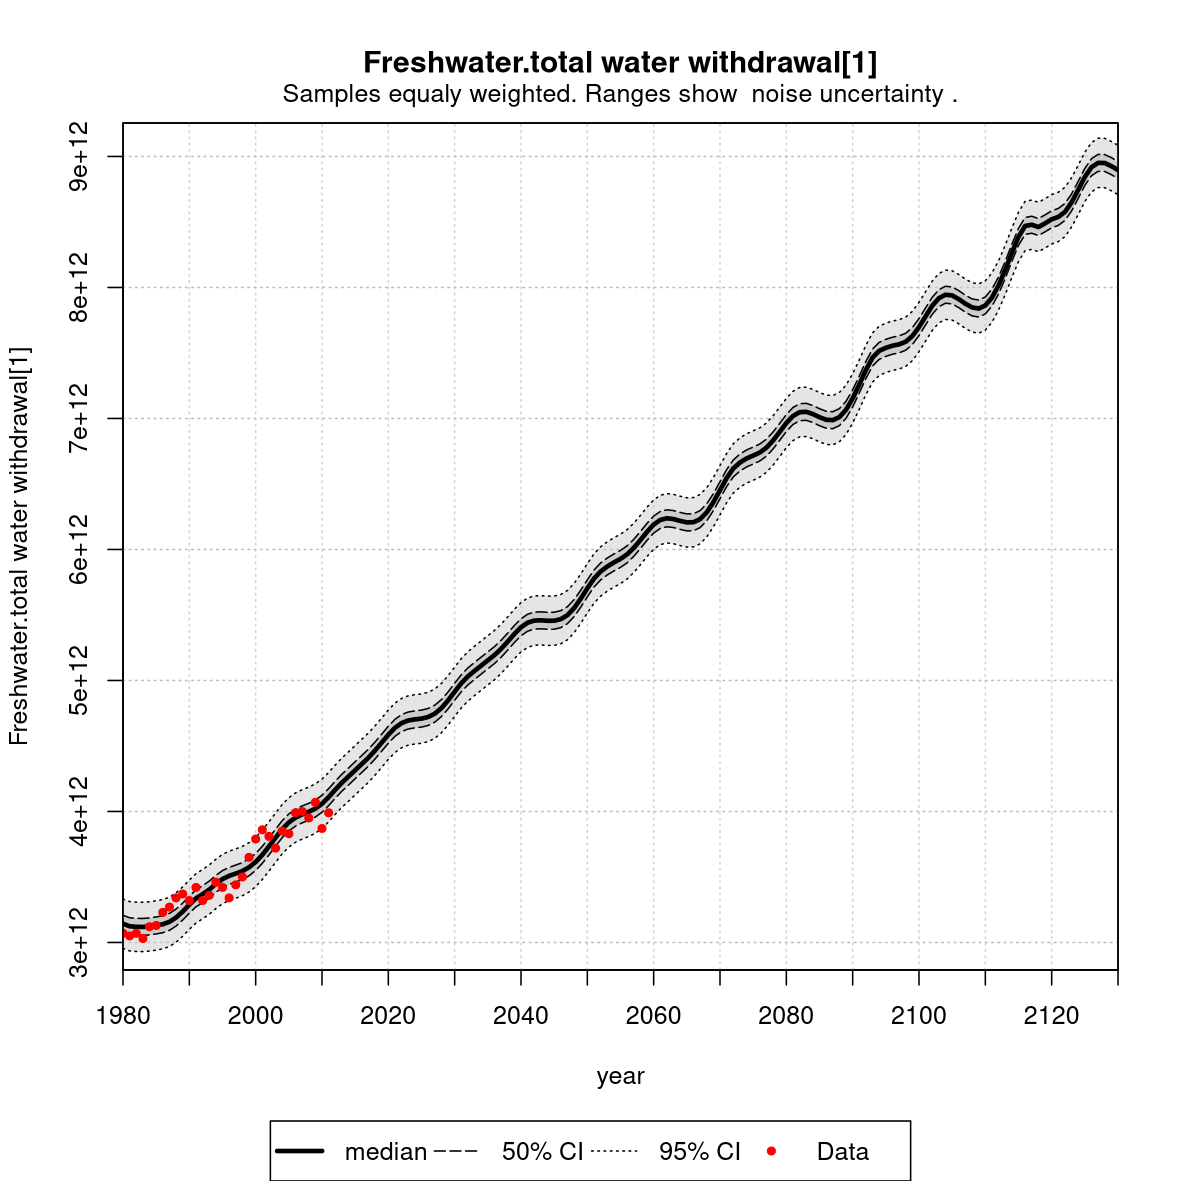 Freshwater.total water withdrawal[1]
Samples equaly weighted. Ranges show  noise uncertainty .
Freshwater.total water withdrawal[1]
9e+12
8e+12
7e+12
6e+12
5e+12
4e+12
3e+12
1980 2000 2020 2040 2060 2080 2100 2120
year
median 50% CI 95% CI Data